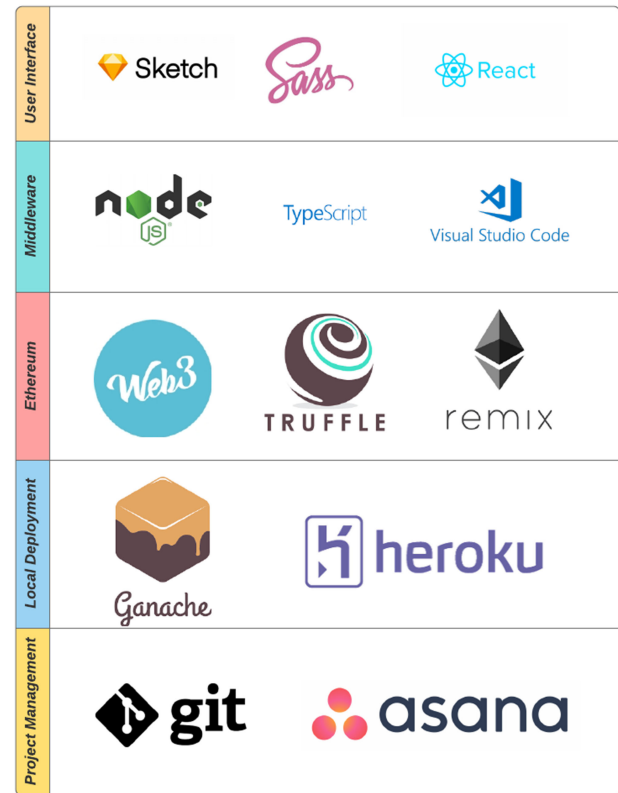 User Interface
Sketch
Sass
React
Middleware
node
JS
TypeScript
Visual Studio Code
Ethereum
Web3
TRUFFLE
remix
Local Deployment
Ganache
heroku
Project Management
git
asana